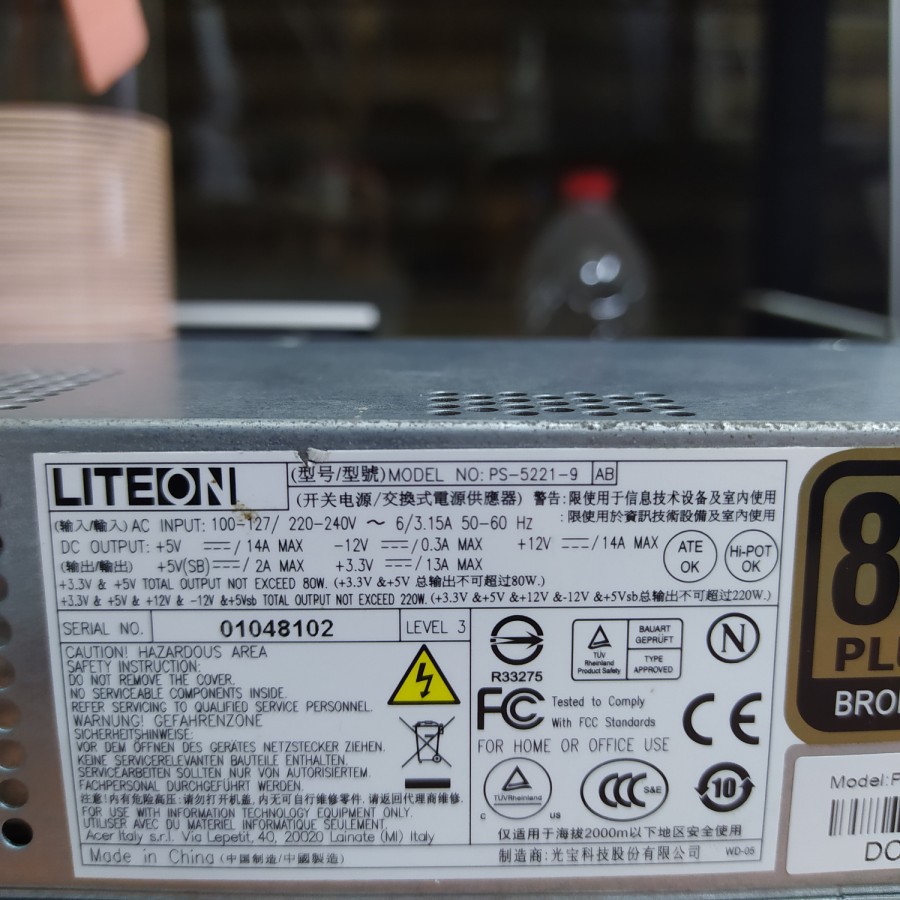 LITEON
(型号/型號)MODEL NO: PS-5221-9 AB
(开关电源/交換式電源供應器) 警告: 限使用于信息技术设备及室内使用
: 限使用於資訊技術設備及室內使用
(输入/輸入) AC INPUT: 100-127/ 220-240V ～ 6/3.15A 50-60 Hz
DC OUTPUT: +5V ⎓/ 14A MAX -12V ⎓/ 0.3A MAX +12V ⎓/ 14A MAX
(输出/輸出) +5V(SB)⎓/ 2A MAX +3.3V ⎓/ 13A MAX
ATE OK
Hi-POT OK
+3.3V & +5V TOTAL OUTPUT NOT EXCEED 80W. (+3.3V &+5V 总输出不可超过80W.)
+3.3V & +5V & +12V & -12V &+5Vsb TOTAL OUTPUT NOT EXCEED 220W. (+3.3V &+5V &+12V &-12V &+5Vsb总输出不可超过220W.)
SERIAL NO. 01048102 LEVEL 3
CAUTION! HAZARDOUS AREA
SAFETY INSTRUCTION:
DO NOT REMOVE THE COVER.
NO SERVICEABLE COMPONENTS INSIDE.
REFER SERVICING TO QUALIFIED SERVICE PERSONNEL.
WARNUNG! GEFAHRENZONE
SICHERHEITSHINWEISE:
VOR DEM ÖFFNEN DES GERÄTES NETZSTECKER ZIEHEN.
KEINE SERVICERELEVANTEN BAUTEILE ENTHALTEN.
SERVICEARBEITEN SOLLTEN NUR VON AUTORISIERTEM
FACHPERSONAL DURCHGEFÜHRT WERDEN.
注意!内有危险高压. 请勿打开机盖, 内无可自行维修零件. 请返回代理商维修.
FOR USE WITH INFORMATION TECHNOLOGY EQUIPMENT ONLY.
UTILISER AVEC DU MATERIEL INFORMATIQUE SEULEMENT.
Acer Italy s.r.l. Via Lepetit, 40, 20020 Lainate (MI) Italy
Made in China (中国制造/中國製造)
R33275
TÜV
Rheinland
Product Safety
BAUART
GEPRÜFT
TYPE
APPROVED
N
FC
Tested to Comply
With FCC Standards
FOR HOME OR OFFICE USE
CE
TÜVRheinland
c us
CCC S&E
10
仅适用于海拔2000m以下地区安全使用
制造商: 光宝科技股份有限公司 WD-05
8
PLU
BRO
Model:
DC